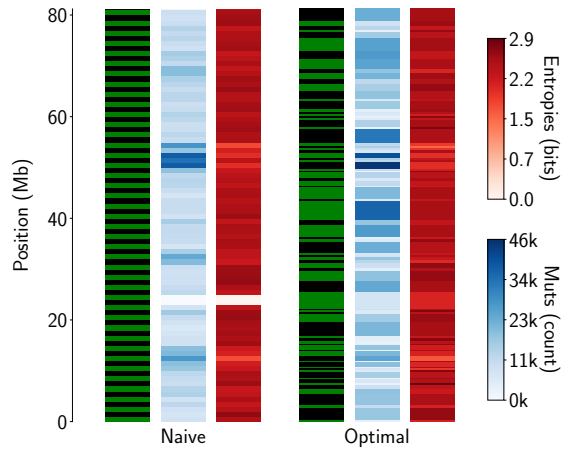 80
60
40
20
0
Position (Mb)
Naive
Optimal
2.9
2.2
1.3
0.7
0.0
Entropies (bits)
46k
34k
23k
11k
0k
Muts (count)